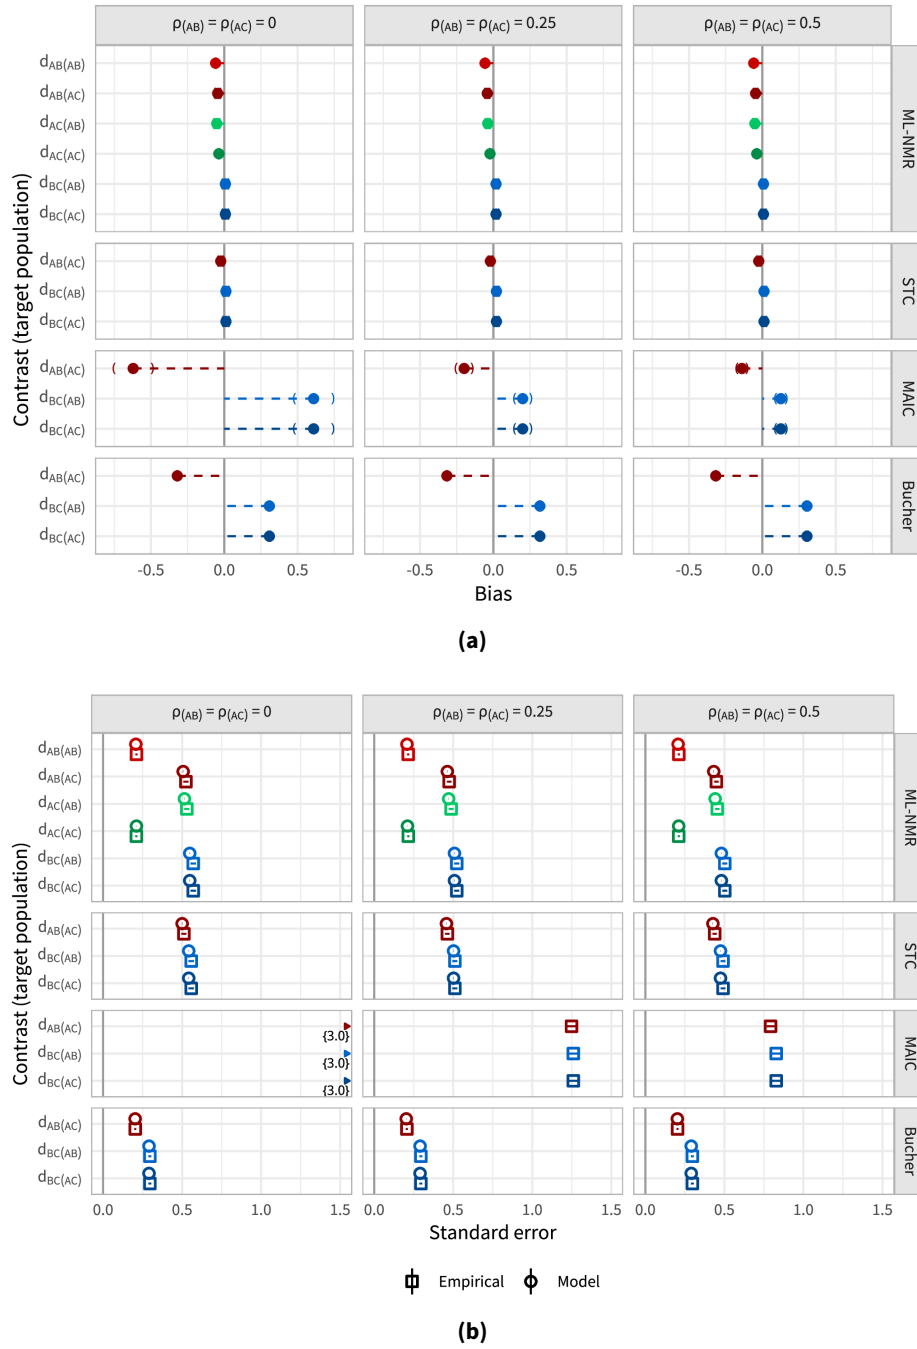 ρ(AB) = ρ(AC) = 0
ρ(AB) = ρ(AC) = 0.25
ρ(AB) = ρ(AC) = 0.5
Contrast (target population)
dAB(AB)
dAB(AC)
dAC(AB)
dAC(AC)
dBC(AB)
dBC(AC)
ML-NMR
dAB(AC)
dBC(AB)
dBC(AC)
STC
dAB(AC)
dBC(AB)
dBC(AC)
MAIC
dAB(AC)
dBC(AB)
dBC(AC)
Bucher
-0.5 0.0 0.5 -0.5 0.0 0.5 -0.5 0.0 0.5
Bias
(a)
ρ(AB) = ρ(AC) = 0
ρ(AB) = ρ(AC) = 0.25
ρ(AB) = ρ(AC) = 0.5
Contrast (target population)
dAB(AB)
dAB(AC)
dAC(AB)
dAC(AC)
dBC(AB)
dBC(AC)
ML-NMR
dAB(AC)
dBC(AB)
dBC(AC)
STC
dAB(AC)
{3.0}
dBC(AB)
{3.0}
dBC(AC)
{3.0}
MAIC
dAB(AC)
dBC(AB)
dBC(AC)
Bucher
0.0 0.5 1.0 1.5 0.0 0.5 1.0 1.5 0.0 0.5 1.0 1.5
Standard error
Empirical Model
(b)